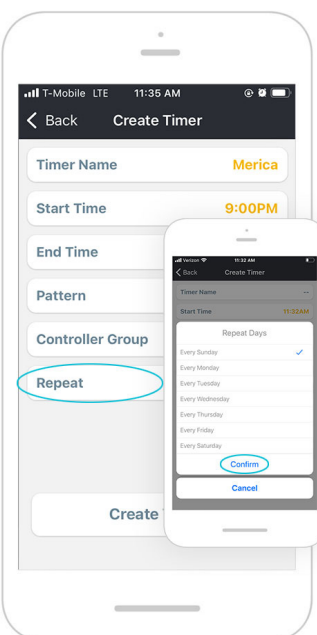 T-Mobile LTE 11:35 AM
Back Create Timer
Timer Name Merica
Start Time 9:00PM
End Time
Pattern
Controller Group
Repeat
Create
Verizon 11:32 AM
Back Create Timer
Timer Name --
Start Time 11:32AM
Repeat Days
Every Sunday
Every Monday
Every Tuesday
Every Wednesday
Every Thursday
Every Friday
Every Saturday
Confirm
Cancel